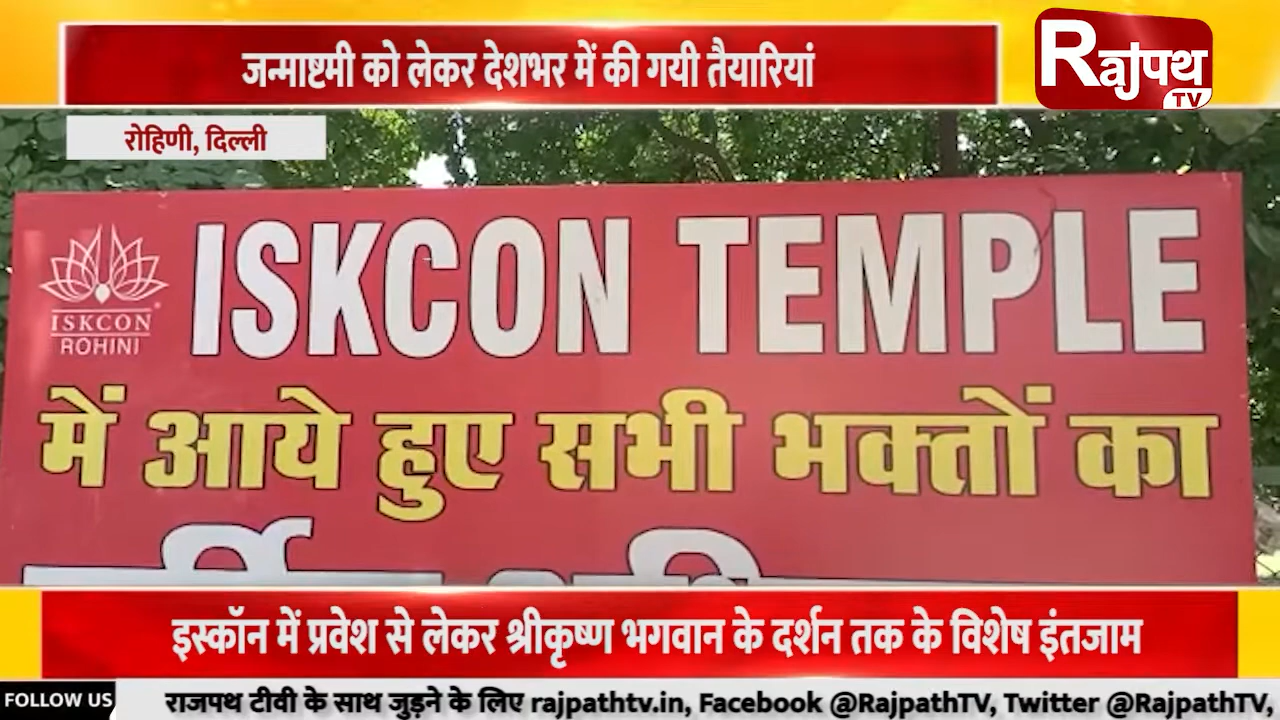 जन्माष्टमी को लेकर देशभर में की गयी तैयारियां
Rajपथ
TV
रोहिणी, दिल्ली
ISKCON TEMPLE
ISKCON
ROHINI
में आये हुए सभी भक्तों का
इस्कॉन में प्रवेश से लेकर श्रीकृष्ण भगवान के दर्शन तक के विशेष इंतजाम
FOLLOW US
राजपथ टीवी के साथ जुड़ने के लिए rajpathtv.in, Facebook @RajpathTV, Twitter @RajpathTV,